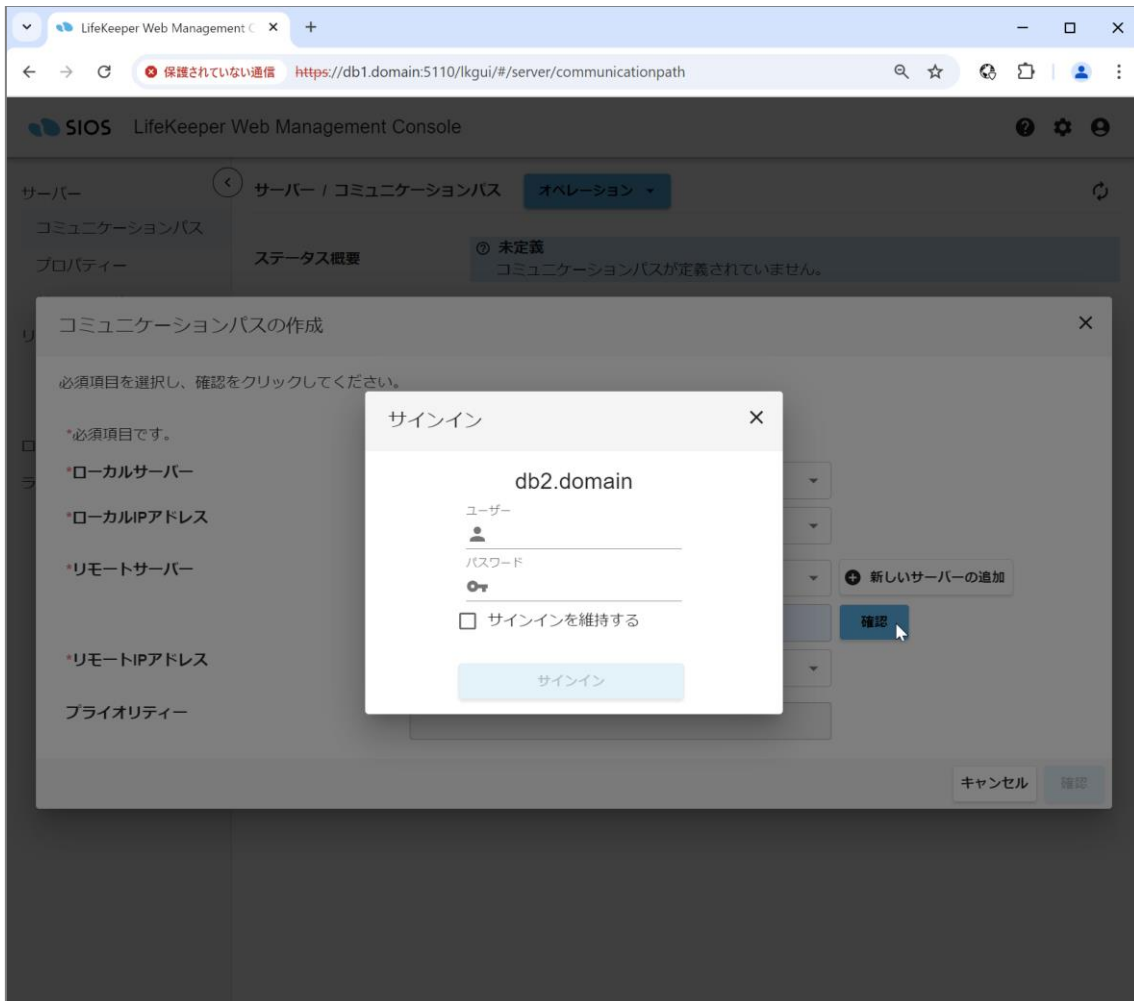 LifeKeeper Web Management C
保護されていない通信 https://db1.domain:5110/lkgui/#/server/communicationpath
SIOS LifeKeeper Web Management Console
サーバー
サーバー / コミュニケーションパス オペレーション
コミュニケーションパス
プロパティー
ステータス概要
未定義
コミュニケーションパスが定義されていません。
コミュニケーションパスの作成
必須項目を選択し、確認をクリックしてください。
*必須項目です。
*ローカルサーバー
*ローカルIPアドレス
*リモートサーバー
新しいサーバーの追加
確認
*リモートIPアドレス
プライオリティー
キャンセル 確認
サインイン
db2.domain
ユーザー
パスワード
サインインを維持する
サインイン